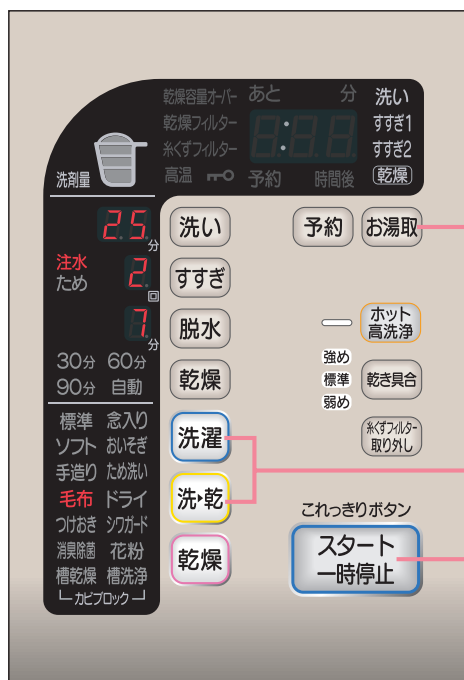 乾燥容量オーバー あと 分 洗い
乾燥フィルター 8:88 すすぎ1
糸くずフィルター すすぎ2
高温 予約 時間後 乾燥
洗剤量
25分 洗い 予約 お湯取
注水 2回 すすぎ
ため
7分 脱水 ホット高洗浄
30分 60分 乾燥 強め
90分 自動 標準 乾き具合
弱め
標準 念入り 洗濯 糸くずフィルター取り外し
ソフト おいそぎ
手造り ため洗い
毛布 ドライ 洗▸乾 これっきりボタン
つけおき シワガード
消臭除菌 花粉 乾燥 スタート
槽乾燥 槽洗浄 一時停止
カビブロック